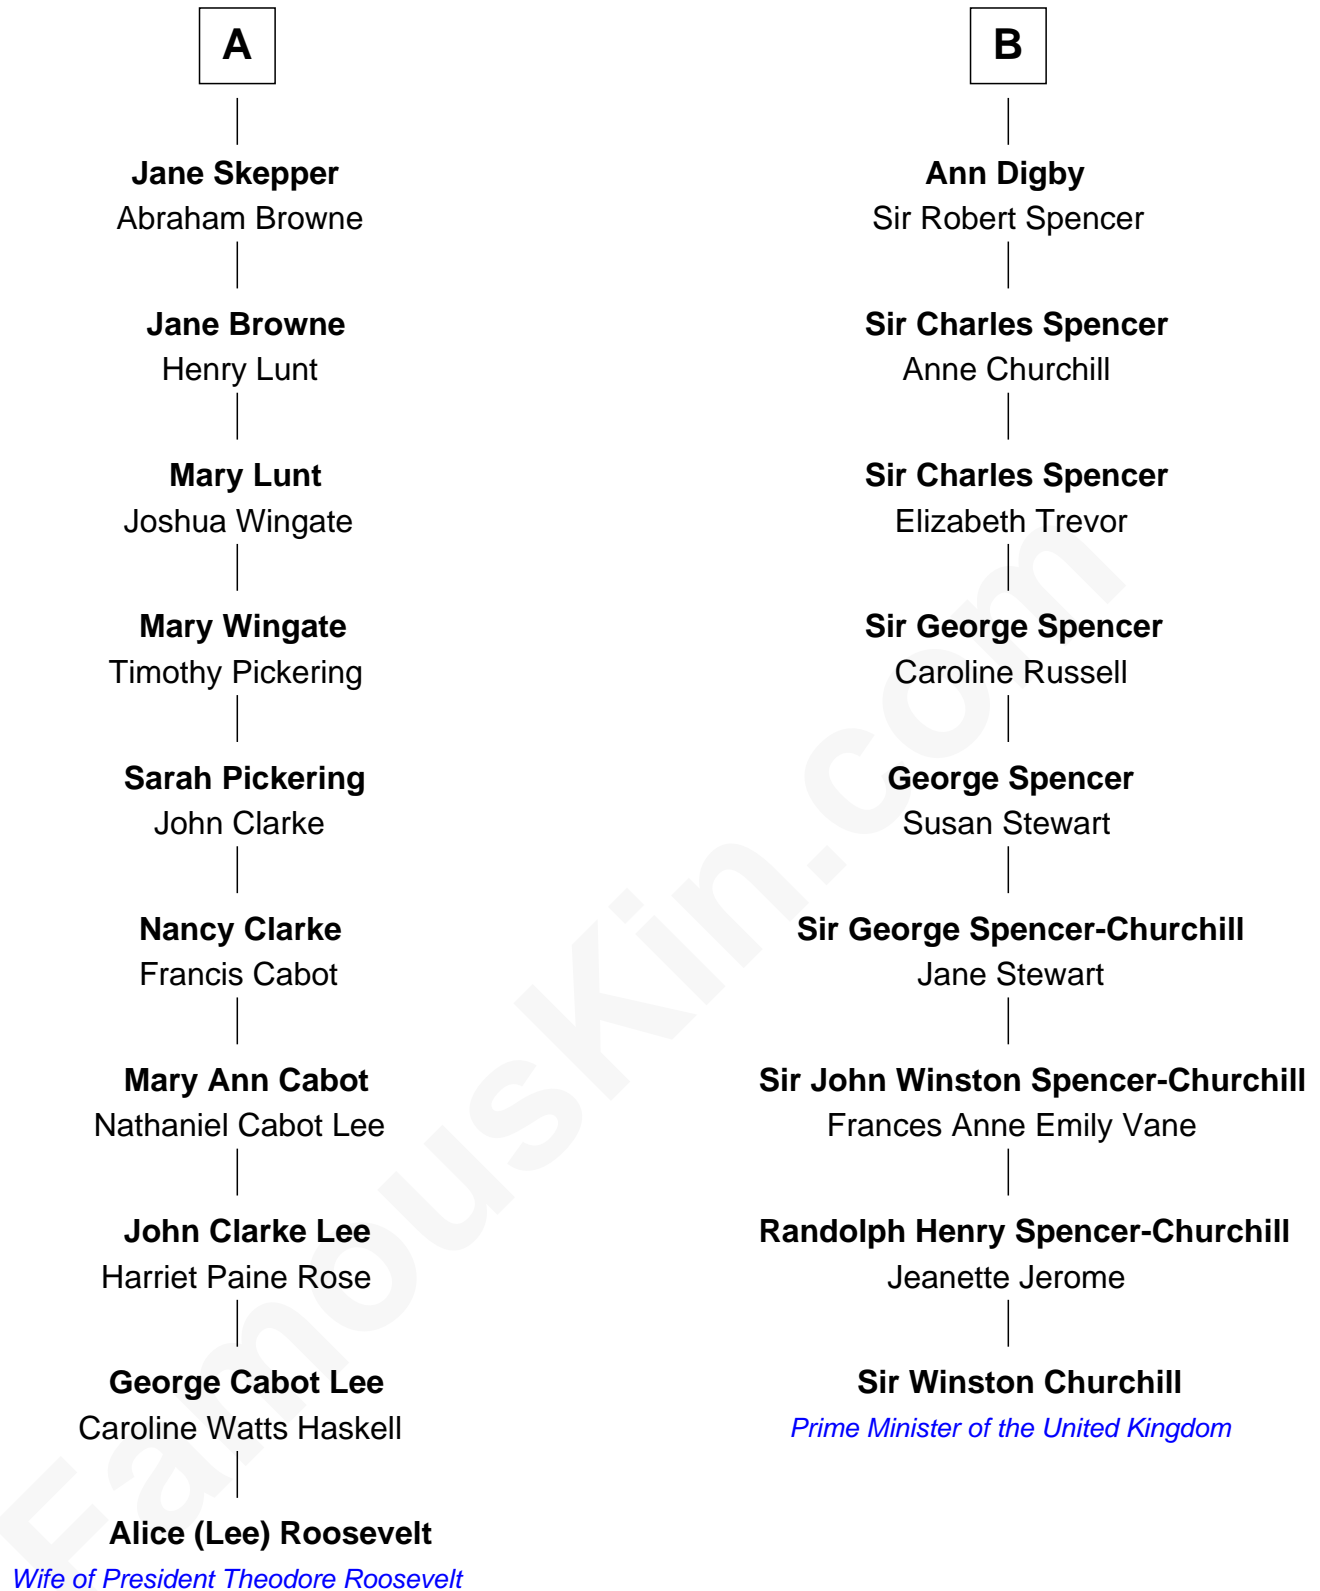 A
Jane Skepper
Abraham Browne
Jane Browne
Henry Lunt
Mary Lunt
Joshua Wingate
Mary Wingate
Timothy Pickering
Sarah Pickering
John Clarke
Nancy Clarke
Francis Cabot
Mary Ann Cabot
Nathaniel Cabot Lee
John Clarke Lee
Harriet Paine Rose
George Cabot Lee
Caroline Watts Haskell
Alice (Lee) Roosevelt
Wife of President Theodore Roosevelt
B
Ann Digby
Sir Robert Spencer
Sir Charles Spencer
Anne Churchill
Sir Charles Spencer
Elizabeth Trevor
Sir George Spencer
Caroline Russell
George Spencer
Susan Stewart
Sir George Spencer-Churchill
Jane Stewart
Sir John Winston Spencer-Churchill
Frances Anne Emily Vane
Randolph Henry Spencer-Churchill
Jeanette Jerome
Sir Winston Churchill
Prime Minister of the United Kingdom
FamousKin.com